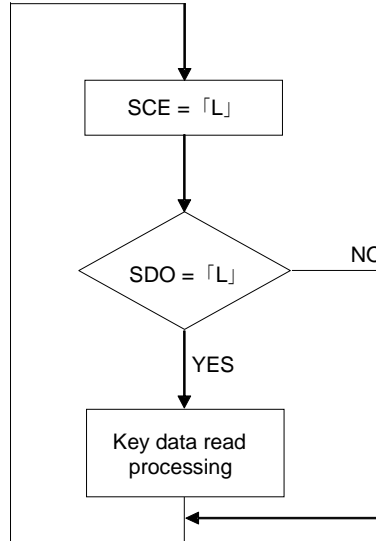 SCE = ｢L｣
SDO = ｢L｣
NO
YES
Key data read
processing